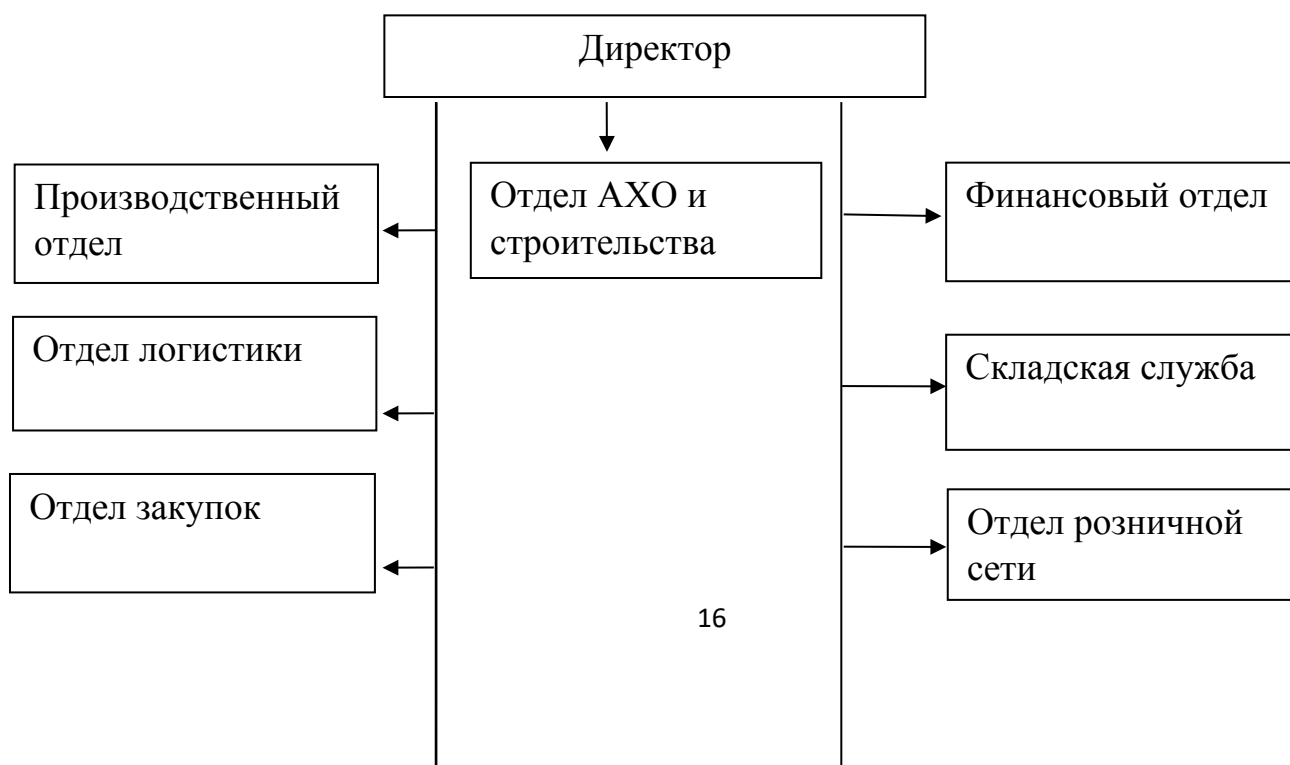 Директор
Производственный
отдел
Отдел АХО и
строительства
Финансовый отдел
Отдел логистики
Складская служба
Отдел закупок
Отдел розничной
сети
16